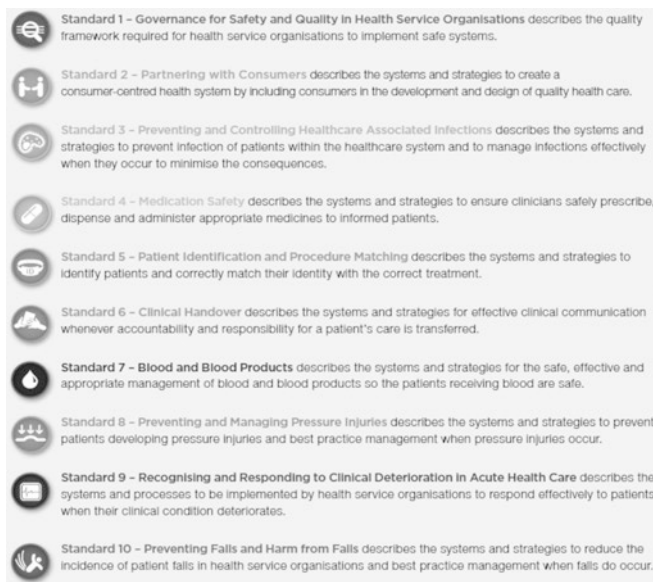 Standard 1 – Governance for Safety and Quality in Health Service Organisations describes the quality
framework required for health service organisations to implement safe systems.
Standard 2 – Partnering with Consumers describes the systems and strategies to create a
consumer-centred health system by including consumers in the development and design of quality health care.
Standard 3 – Preventing and Controlling Healthcare Associated Infections describes the systems and
strategies to prevent infection of patients within the healthcare system and to manage infections effectively
when they occur to minimise the consequences.
Standard 4 – Medication Safety describes the systems and strategies to ensure clinicians safely prescribe,
dispense and administer appropriate medicines to informed patients.
Standard 5 – Patient Identification and Procedure Matching describes the systems and strategies to
identify patients and correctly match their identity with the correct treatment.
Standard 6 – Clinical Handover describes the systems and strategies for effective clinical communication
whenever accountability and responsibility for a patient's care is transferred.
Standard 7 – Blood and Blood Products describes the systems and strategies for the safe, effective and
appropriate management of blood and blood products so the patients receiving blood are safe.
Standard 8 – Preventing and Managing Pressure Injuries describes the systems and strategies to prevent
patients developing pressure injuries and best practice management when pressure injuries occur.
Standard 9 – Recognising and Responding to Clinical Deterioration in Acute Health Care describes the
systems and processes to be implemented by health service organisations to respond effectively to patients
when their clinical condition deteriorates.
Standard 10 – Preventing Falls and Harm from Falls describes the systems and strategies to reduce the
incidence of patient falls in health service organisations and best practice management when falls do occur.